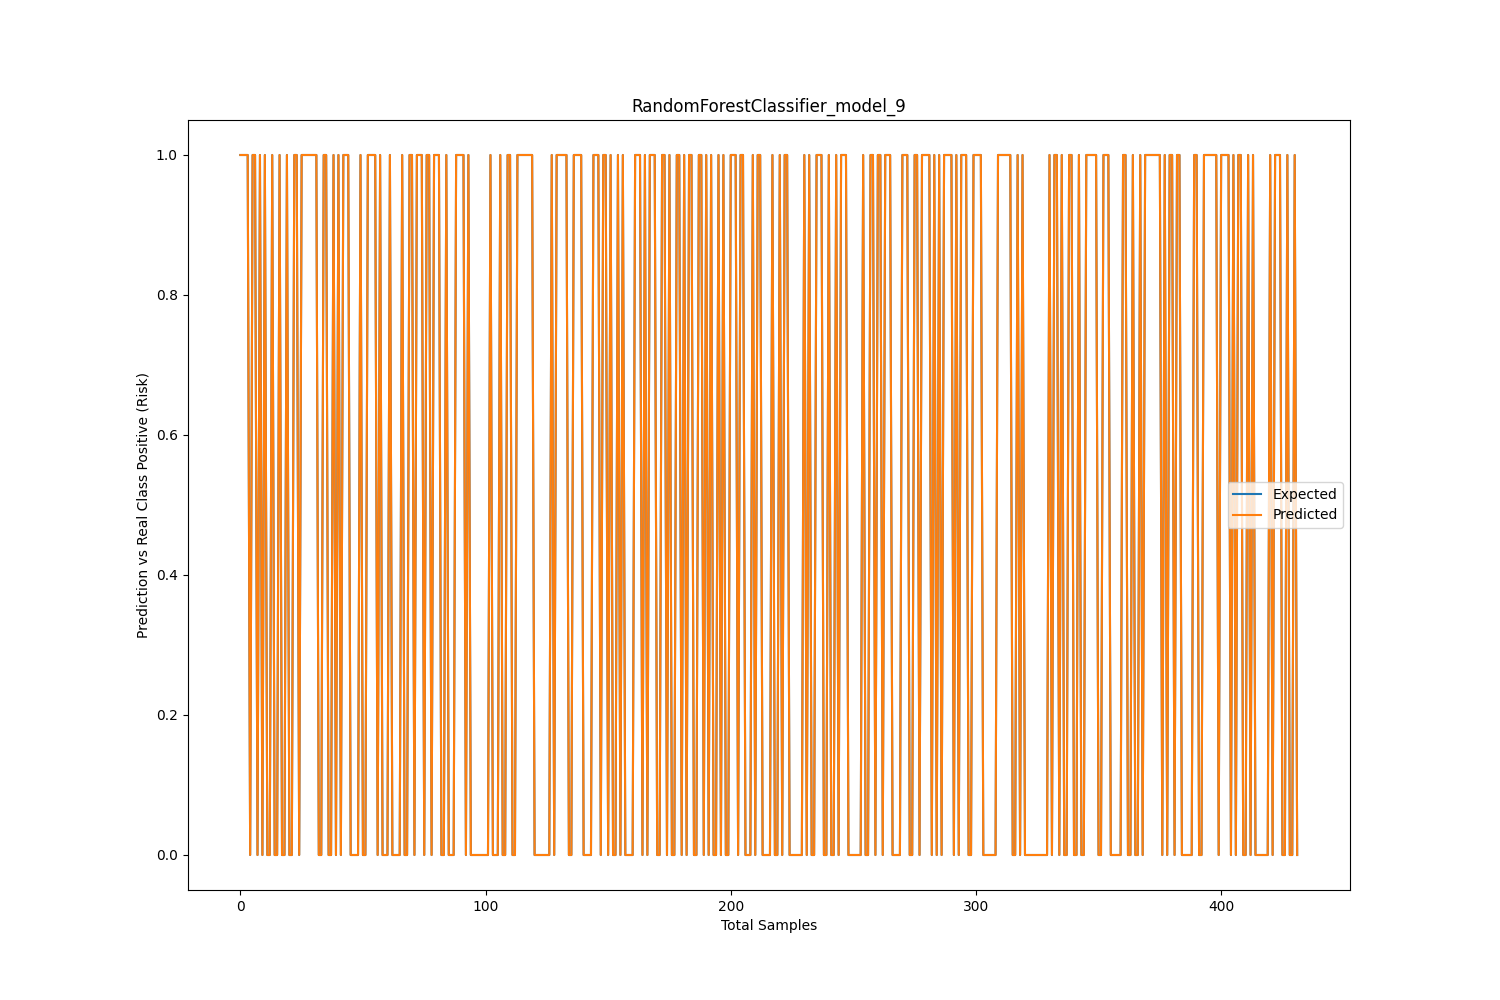 RandomForestClassifier_model_9
1.0
0.8
0.6
0.4
0.2
0.0
Prediction vs Real Class Positive (Risk)
Expected
Predicted
0 100 200 300 400
Total Samples